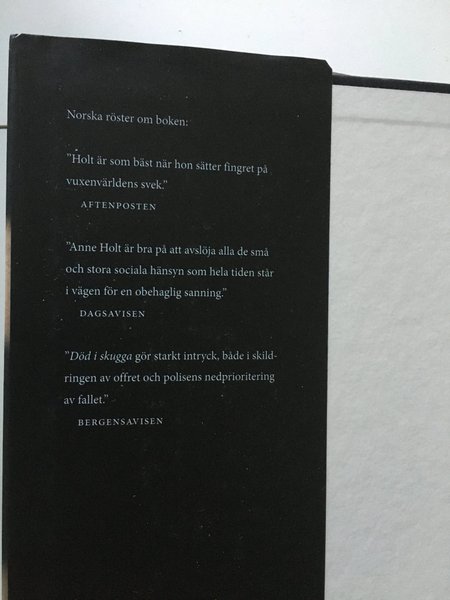 Norska röster om boken:
”Holt är som bäst när hon sätter fingret på
vuxenvärldens svek.”
AFTENPOSTEN
”Anne Holt är bra på att avslöja alla de små
och stora sociala hänsyn som hela tiden står
i vägen för en obehaglig sanning.”
DAGSAVISEN
”Död i skugga gör starkt intryck, både i skild-
ringen av offret och polisens nedprioritering
av fallet.”
BERGENSAVISEN